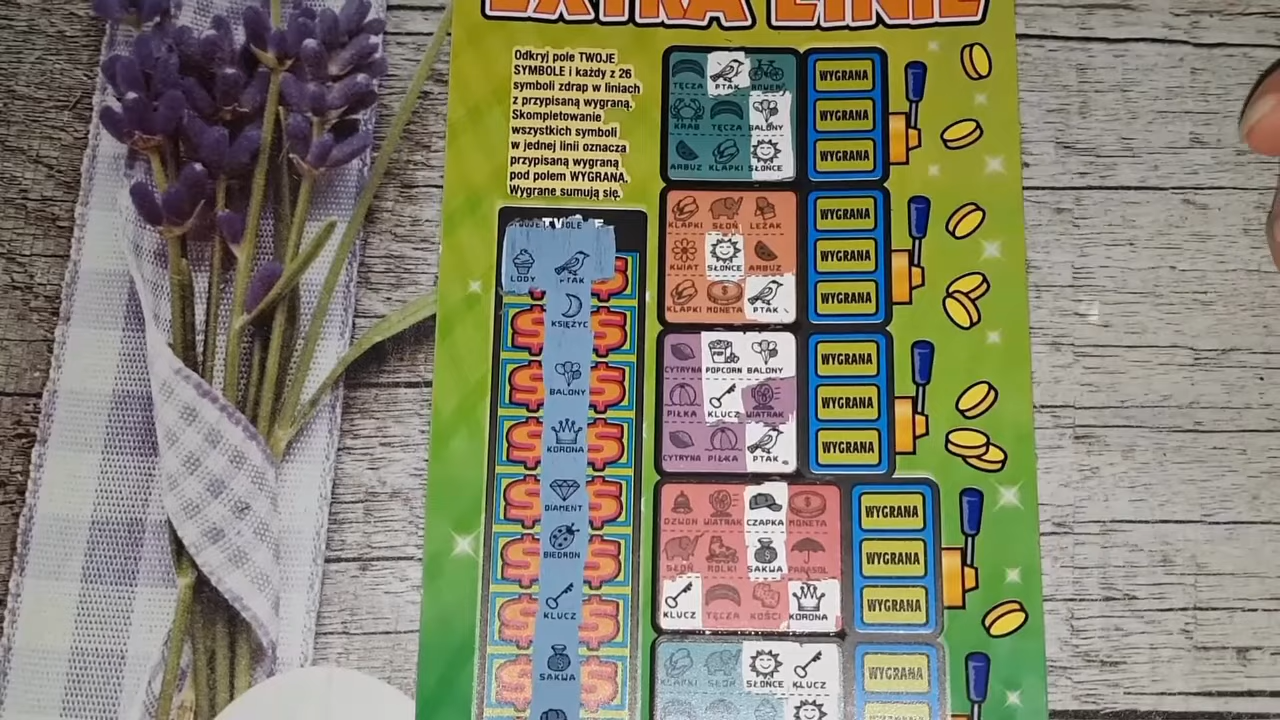 EXTRA LINIE
Odkryj pole TWOJE
SYMBOLE i każdy z 26
symboli zdrap w liniach
z przypisaną wygraną.
Skompletowanie
wszystkich symboli
w jednej linii oznacza
przypisaną wygraną
pod polem WYGRANA.
Wygrane sumują się.
LODY PTAK
KSIĘŻYC
BALONY
KORONA
DIAMENT
BIEDRON
KLUCZ
SAKWA
TĘCZA PTAK ROWER WYGRANA
KRAB TĘCZA BALONY WYGRANA
ARBUZ KLAPKI SŁOŃCE WYGRANA
KLAPKI SŁOŃ LEŻAK WYGRANA
KWIAT SŁOŃCE ARBUZ WYGRANA
KLAPKI MONETA PTAK WYGRANA
CYTRYNA POPCORN BALONY WYGRANA
PIŁKA KLUCZ WIATRAK WYGRANA
CYTRYNA PIŁKA PTAK WYGRANA
DZWON WIATRAK CZAPKA MONETA WYGRANA
SŁOŃ ROLKI SAKWA PARASOL WYGRANA
KLUCZ TĘCZA KOŚCI KORONA WYGRANA
KLAPKI SŁOŃ SŁOŃCE KLUCZ WYGRANA